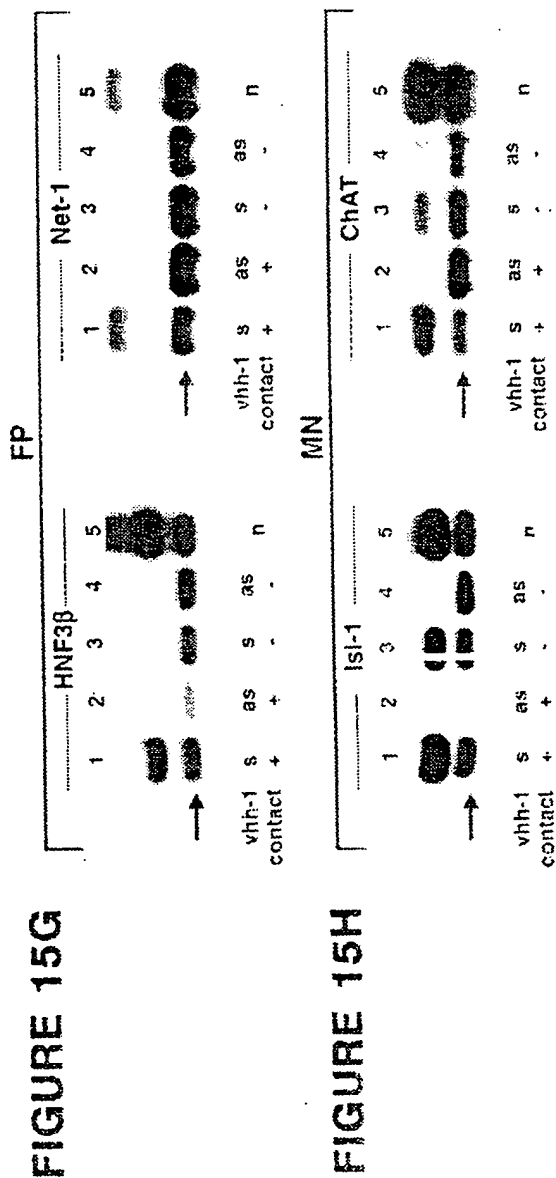 FIGURE 15G
FP
HNF3β Net-1
1 2 3 4 5 1 2 3 4 5
vhh-1 s as s as n vhh-1 s as s as n
contact + + - - contact + + - -
FIGURE 15H
MN
Isl-1 ChAT
1 2 3 4 5 1 2 3 4 5
vhh-1 s as s as n vhh-1 s as s as n
contact + + - - contact + + - -